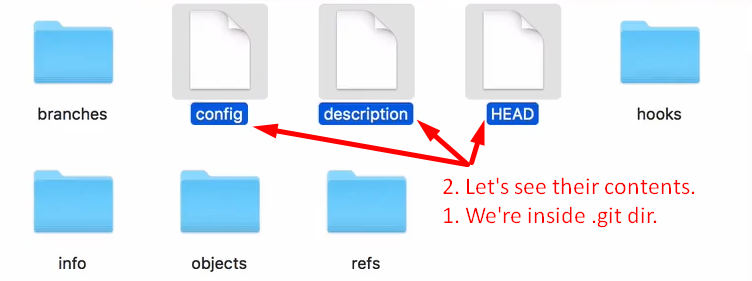 branches
config
description
HEAD
hooks
2. Let's see their contents.
1. We're inside .git dir.
info
objects
refs